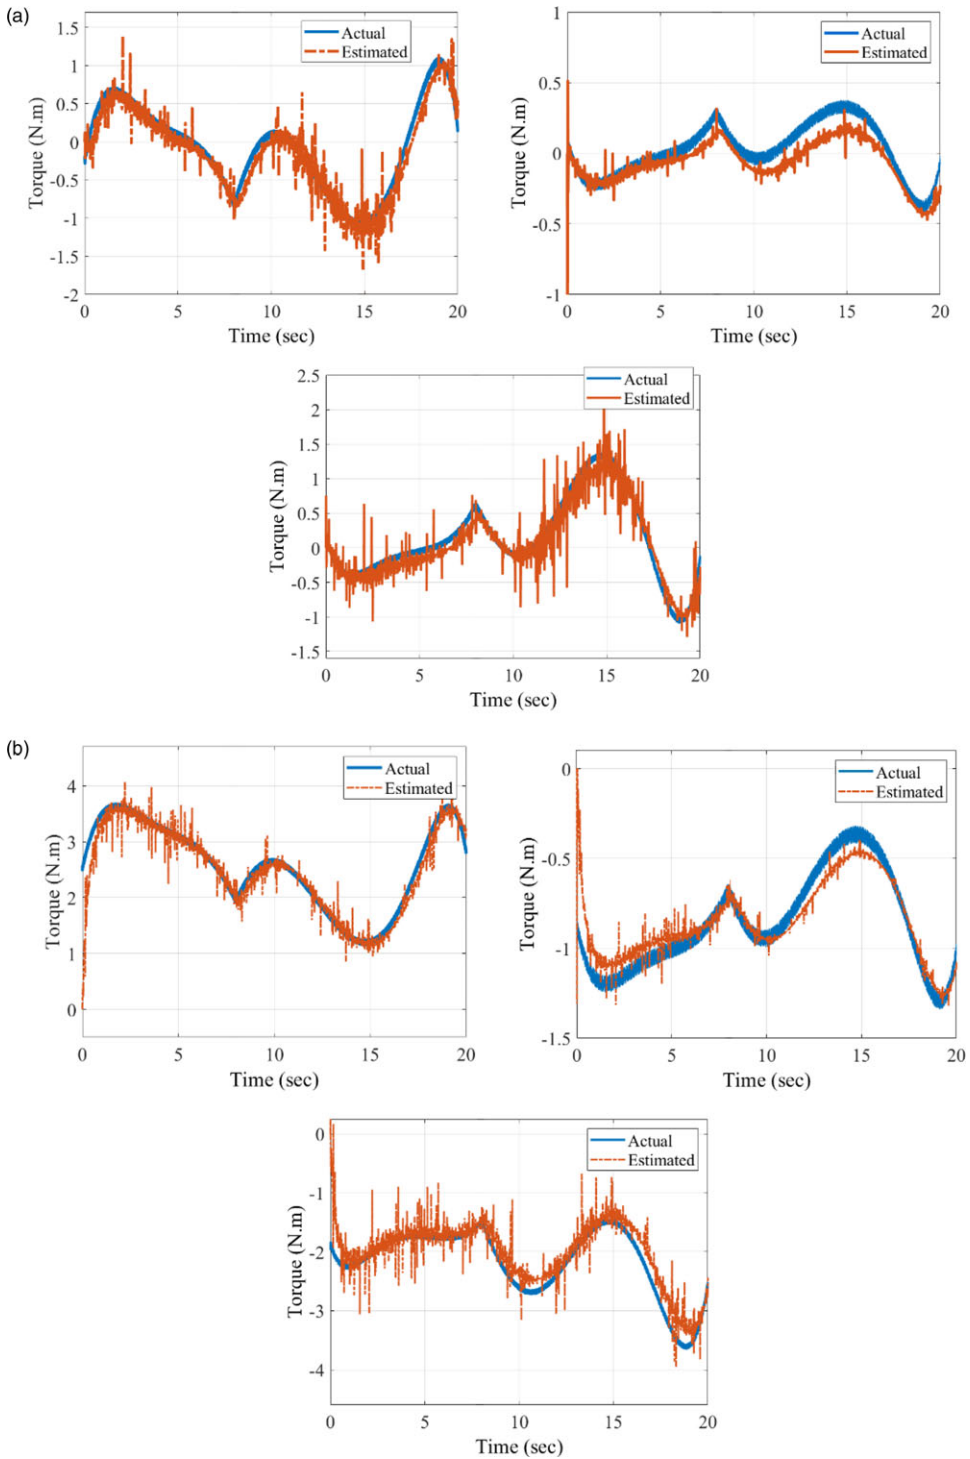 (a)
1.5
1
0.5
0
-0.5
-1
-1.5
-2
Torque (N.m)
Actual
Estimated
0 5 10 15 20
Time (sec)
1
0.5
0
-0.5
-1
Torque (N.m)
Actual
Estimated
0 5 10 15 20
Time (sec)
2.5
2
1.5
1
0.5
0
-0.5
-1
-1.5
Torque (N.m)
Actual
Estimated
0 5 10 15 20
Time (sec)
(b)
4
3
2
1
0
Torque (N.m)
Actual
Estimated
0 5 10 15 20
Time (sec)
0
-0.5
-1
-1.5
Torque (N.m)
Actual
Estimated
0 5 10 15 20
Time (sec)
0
-1
-2
-3
-4
Torque (N.m)
Actual
Estimated
0 5 10 15 20
Time (sec)